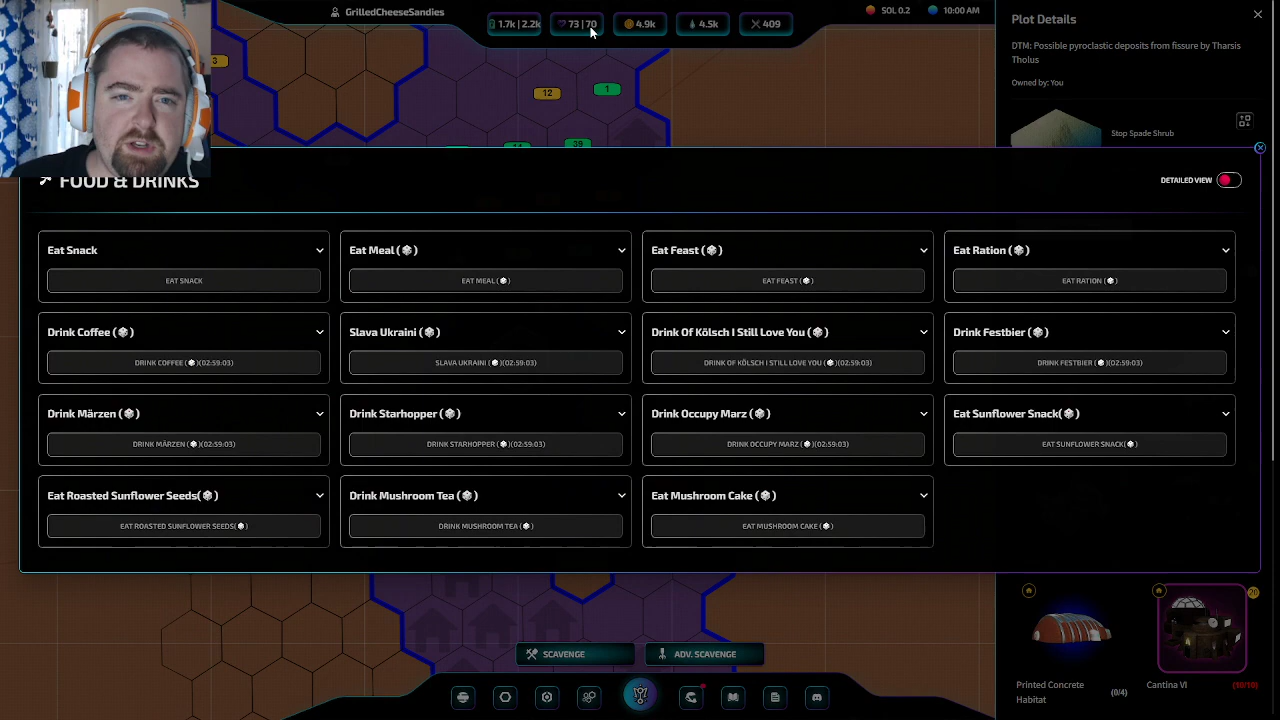 GrilledCheeseSandies
1.7k | 2.2k
73 | 70
4.9k
4.5k
409
SOL 0.2
10:00 AM
Plot Details
DTM: Possible pyroclastic deposits from fissure by Tharsis
Tholus
Owned by: You
Stop Spade Shrub
3
12
1
39
FOOD & DRINKS
DETAILED VIEW
Eat Snack
EAT SNACK
Eat Meal ( )
EAT MEAL ( )
Eat Feast ( )
EAT FEAST ( )
Eat Ration ( )
EAT RATION ( )
Drink Coffee ( )
DRINK COFFEE ( )(02:59:03)
Slava Ukraini ( )
SLAVA UKRAINI ( )(02:59:03)
Drink Of Kölsch I Still Love You ( )
DRINK OF KÖLSCH I STILL LOVE YOU ( )(02:59:03)
Drink Festbier ( )
DRINK FESTBIER ( )(02:59:03)
Drink Märzen ( )
DRINK MÄRZEN ( )(02:59:03)
Drink Starhopper ( )
DRINK STARHOPPER ( )(02:59:03)
Drink Occupy Marz ( )
DRINK OCCUPY MARZ ( )(02:59:03)
Eat Sunflower Snack( )
EAT SUNFLOWER SNACK( )
Eat Roasted Sunflower Seeds( )
EAT ROASTED SUNFLOWER SEEDS( )
Drink Mushroom Tea ( )
DRINK MUSHROOM TEA ( )
Eat Mushroom Cake ( )
EAT MUSHROOM CAKE ( )
20
SCAVENGE
ADV. SCAVENGE
Printed Concrete
Habitat
(0/4)
Cantina VI
(10/10)